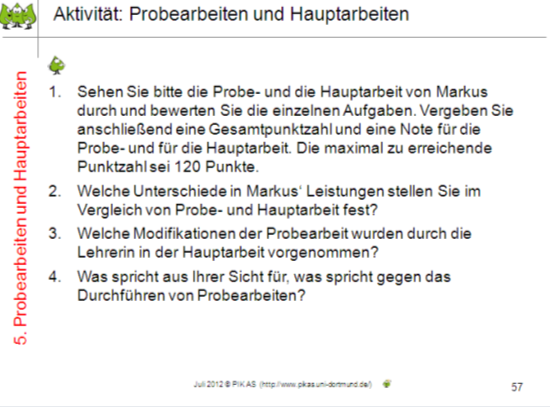 Aktivität: Probearbeiten und Hauptarbeiten
5. Probearbeiten und Hauptarbeiten
1. Sehen Sie bitte die Probe- und die Hauptarbeit von Markus
durch und bewerten Sie die einzelnen Aufgaben. Vergeben Sie
anschließend eine Gesamtpunktzahl und eine Note für die
Probe- und für die Hauptarbeit. Die maximal zu erreichende
Punktzahl sei 120 Punkte.
2. Welche Unterschiede in Markus‘ Leistungen stellen Sie im
Vergleich von Probe- und Hauptarbeit fest?
3. Welche Modifikationen der Probearbeit wurden durch die
Lehrerin in der Hauptarbeit vorgenommen?
4. Was spricht aus Ihrer Sicht für, was spricht gegen das
Durchführen von Probearbeiten?
Juli 2012 © PIK AS (http://www.pikas.uni-dortmund.de/)
57